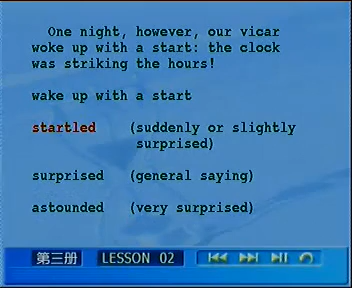 One night, however, our vicar
woke up with a start: the clock
was striking the hours!
wake up with a start
startled (suddenly or slightly
surprised)
surprised (general saying)
astounded (very surprised)
第三册 LESSON 02